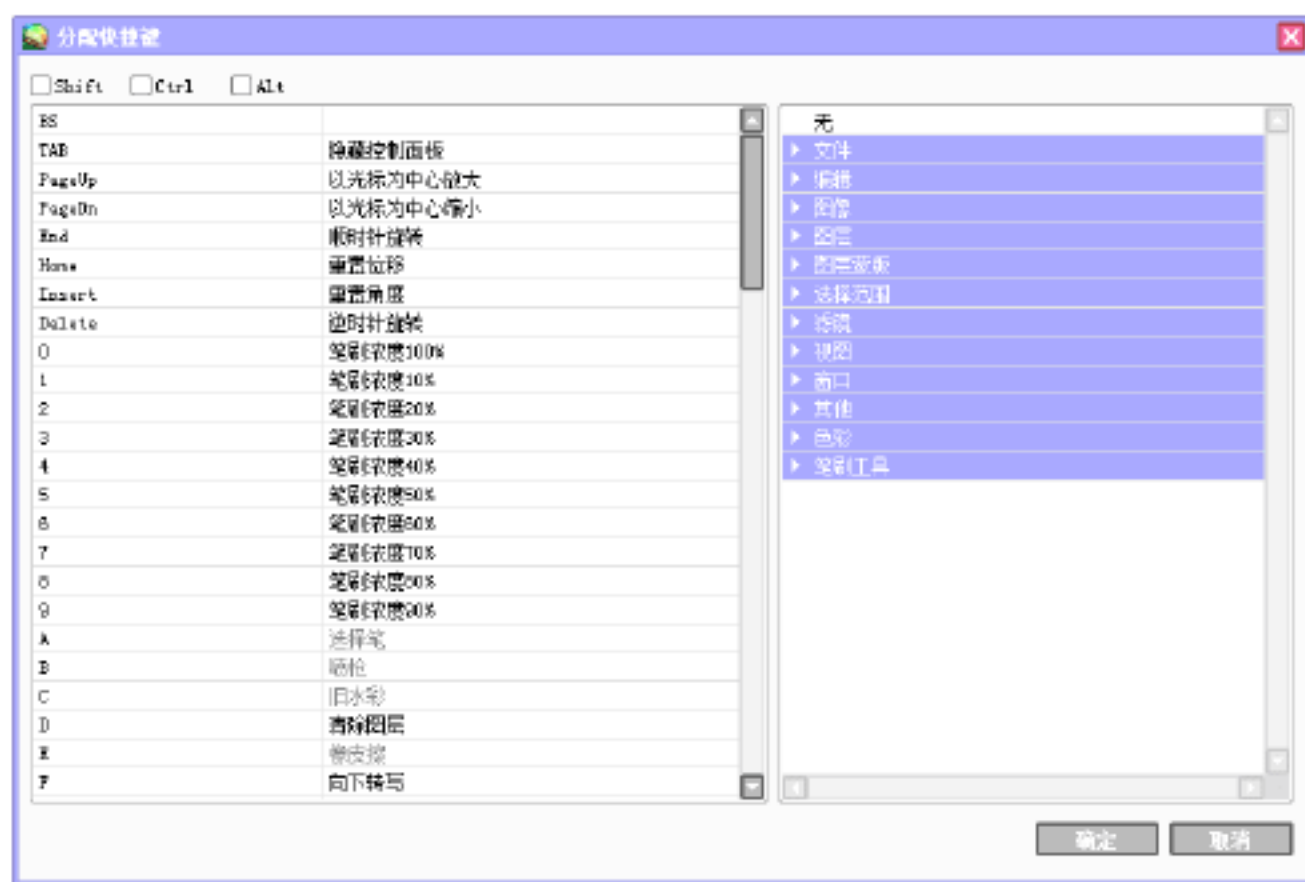 分配快捷键
Shift Ctrl Alt
BS
TAB 隐藏控制面板
PageUp 以光标为中心放大
PageDn 以光标为中心缩小
End 顺时针旋转
Home 重置位移
Insert 重置角度
Delete 逆时针旋转
0 笔刷浓度100%
1 笔刷浓度10%
2 笔刷浓度20%
3 笔刷浓度30%
4 笔刷浓度40%
5 笔刷浓度50%
6 笔刷浓度60%
7 笔刷浓度70%
8 笔刷浓度80%
9 笔刷浓度90%
A 选择笔
B 喷枪
C 旧水彩
D 清除图层
E 橡皮擦
F 向下转写
无
文件
编辑
图像
图层
图层蒙版
选择范围
滤镜
视图
窗口
其他
色彩
笔刷工具
确定 取消